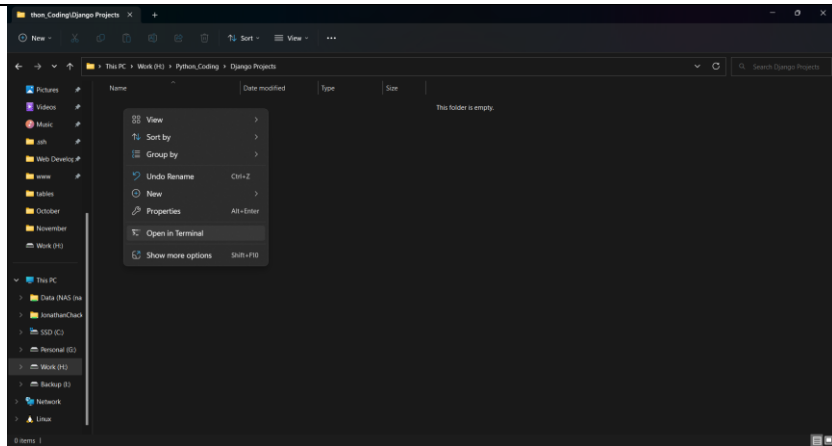 thon_Coding\Django Projects
New
Sort
View
This PC > Work (H:) > Python_Coding > Django Projects
Search Django Projects
Name
Date modified
Type
Size
This folder is empty.
Pictures
Videos
Music
ash
Web Develop
www
tables
October
November
Work (H:)
This PC
Data (NAS (na
JonathanChack
SSD (C:)
Personal (G:)
Work (H:)
Backup (I:)
Network
Linux
View
Sort by
Group by
Undo Rename Ctrl+Z
New
Properties Alt+Enter
Open in Terminal
Show more options Shift+F10
0 items